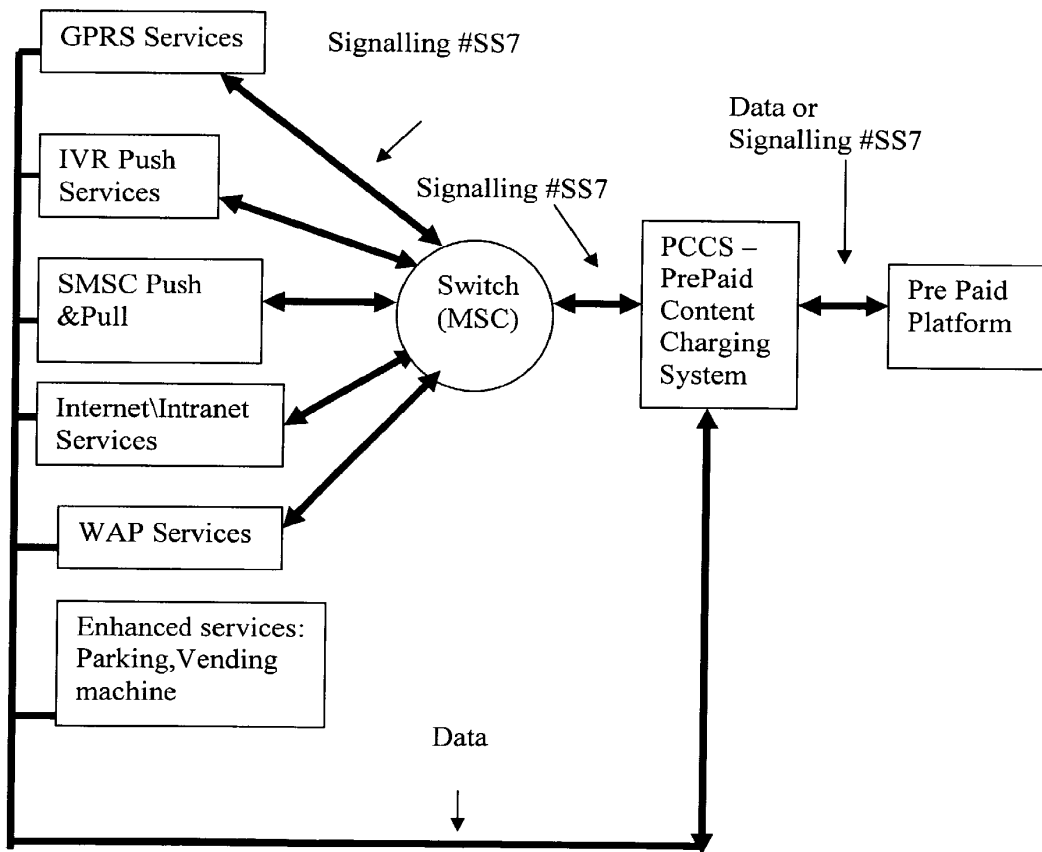 GPRS Services
Signalling #SS7
Data or
Signalling #SS7
IVR Push
Services
Signalling #SS7
SMSC Push
&Pull
Switch
(MSC)
PCCS –
PrePaid
Content
Charging
System
Pre Paid
Platform
Internet\Intranet
Services
WAP Services
Enhanced services:
Parking,Vending
machine
Data